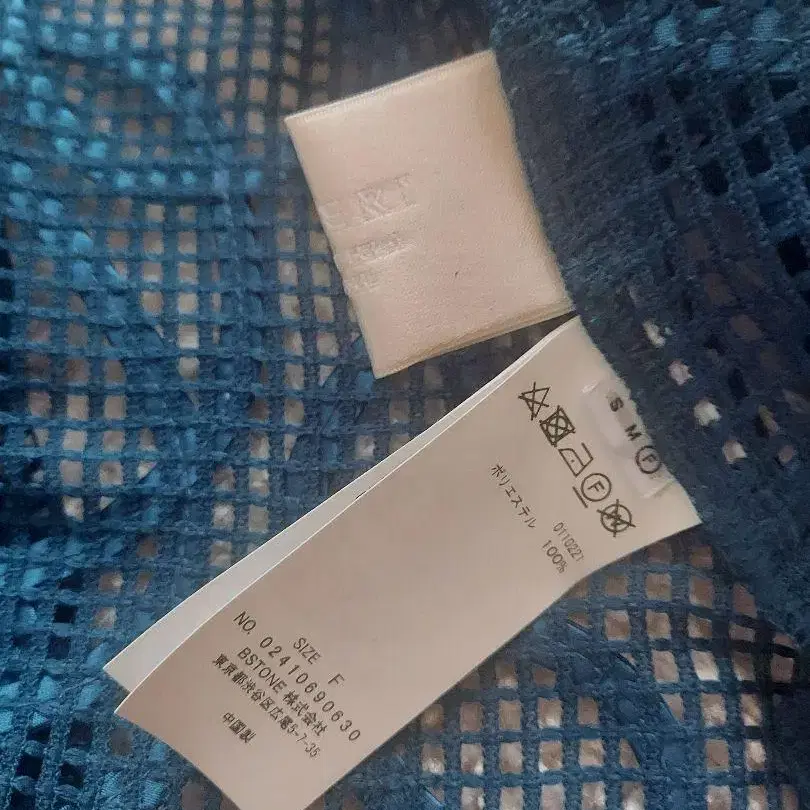 S M F
F
0110227
ポリエステル 100%
SIZE F
NO. 02410690630
BSTONE 株式会社
東京都渋谷区広尾5-7-35
中国製